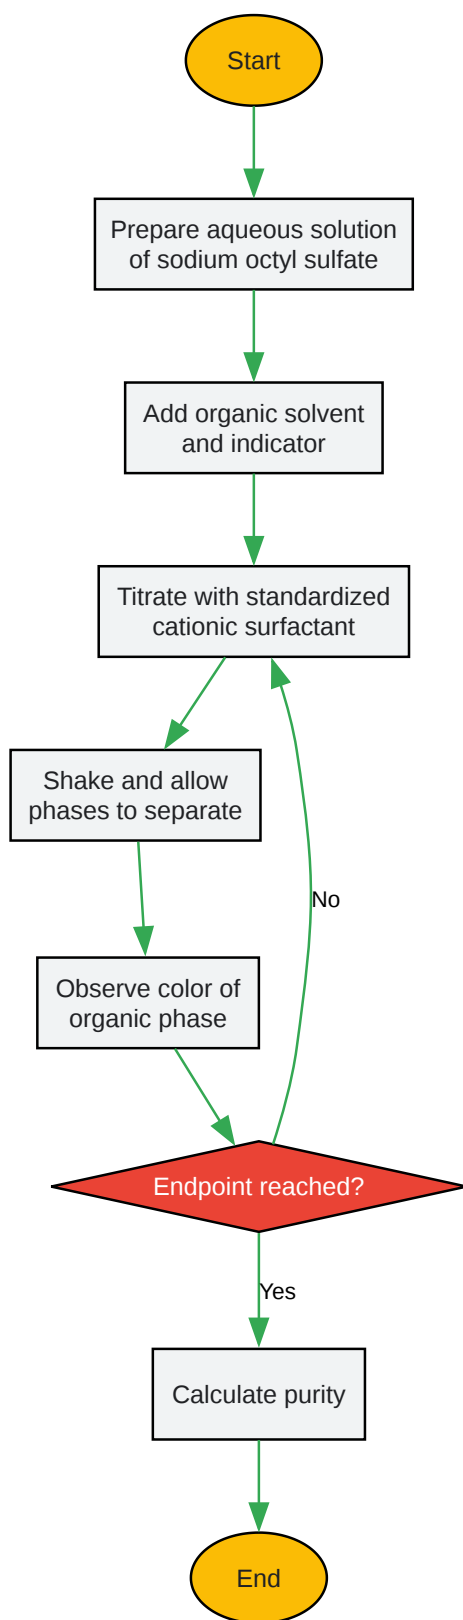 Start
Prepare aqueous solution
of sodium octyl sulfate
Add organic solvent
and indicator
Titrate with standardized
cationic surfactant
Shake and allow
phases to separate
No
Observe color of
organic phase
Endpoint reached?
Yes
Calculate purity
End